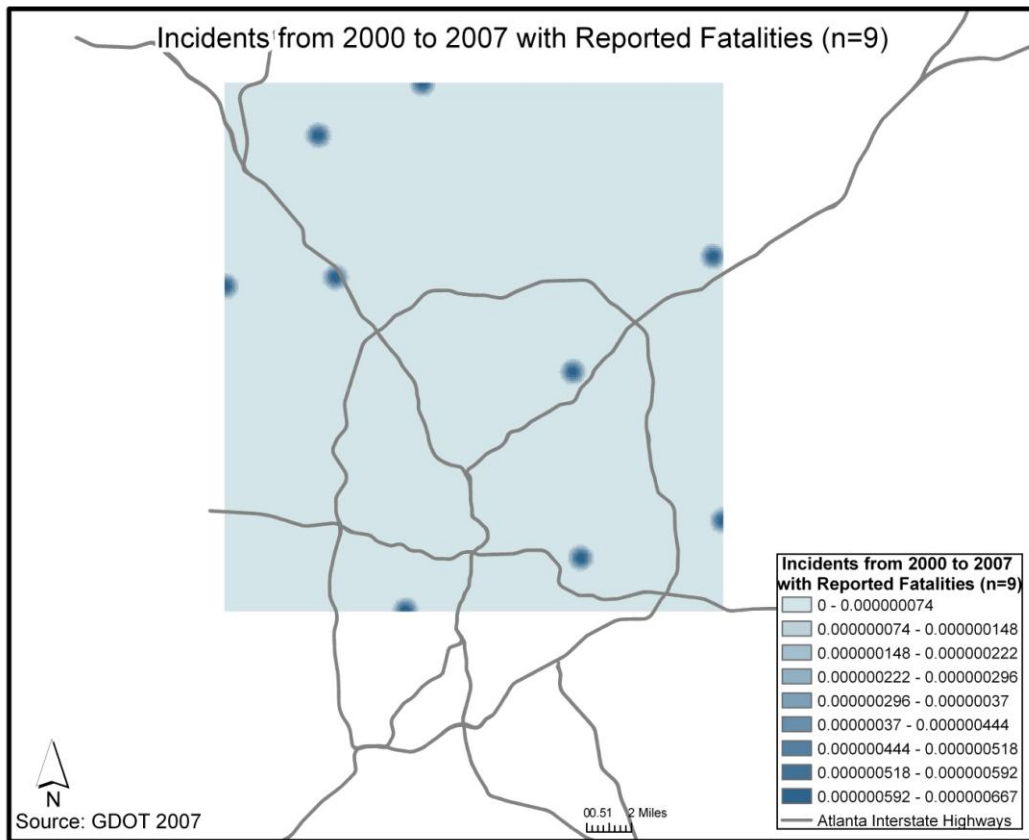 Incidents from 2000 to 2007 with Reported Fatalities (n=9)
Incidents from 2000 to 2007
with Reported Fatalities (n=9)
0 - 0.000000074
0.000000074 - 0.000000148
0.000000148 - 0.000000222
0.000000222 - 0.000000296
0.000000296 - 0.00000037
0.00000037 - 0.000000444
0.000000444 - 0.000000518
0.000000518 - 0.000000592
0.000000592 - 0.000000667
Atlanta Interstate Highways
N
Source: GDOT 2007
00.51 2 Miles